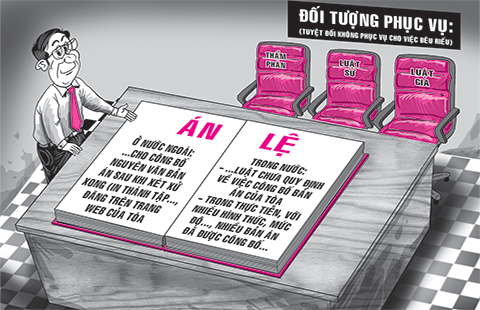 ĐỐI TƯỢNG PHỤC VỤ:
(TUYỆT ĐỐI KHÔNG PHỤC VỤ CHO VIỆC BÊU RIẾU)
THẨM
PHÁN
LUẬT
SƯ
LUẬT
GIA
ÁN LỆ
Ở NƯỚC NGOÀI:
...CHO CÔNG BỐ
NGUYÊN VĂN BẢN
ÁN SAU KHI XÉT XỬ
XONG (IN THÀNH TẬP...,
ĐĂNG TRÊN TRANG
WEB CỦA TÒA
TRONG NƯỚC:
- ...LUẬT CHƯA QUY ĐỊNH
VỀ VIỆC CÔNG BỐ BẢN
ÁN CỦA TÒA
- TRONG THỰC TIỄN, VỚI
NHIỀU HÌNH THỨC, MỨC
ĐỘ..., NHIỀU BẢN ÁN
ĐÃ ĐƯỢC CÔNG BỐ...